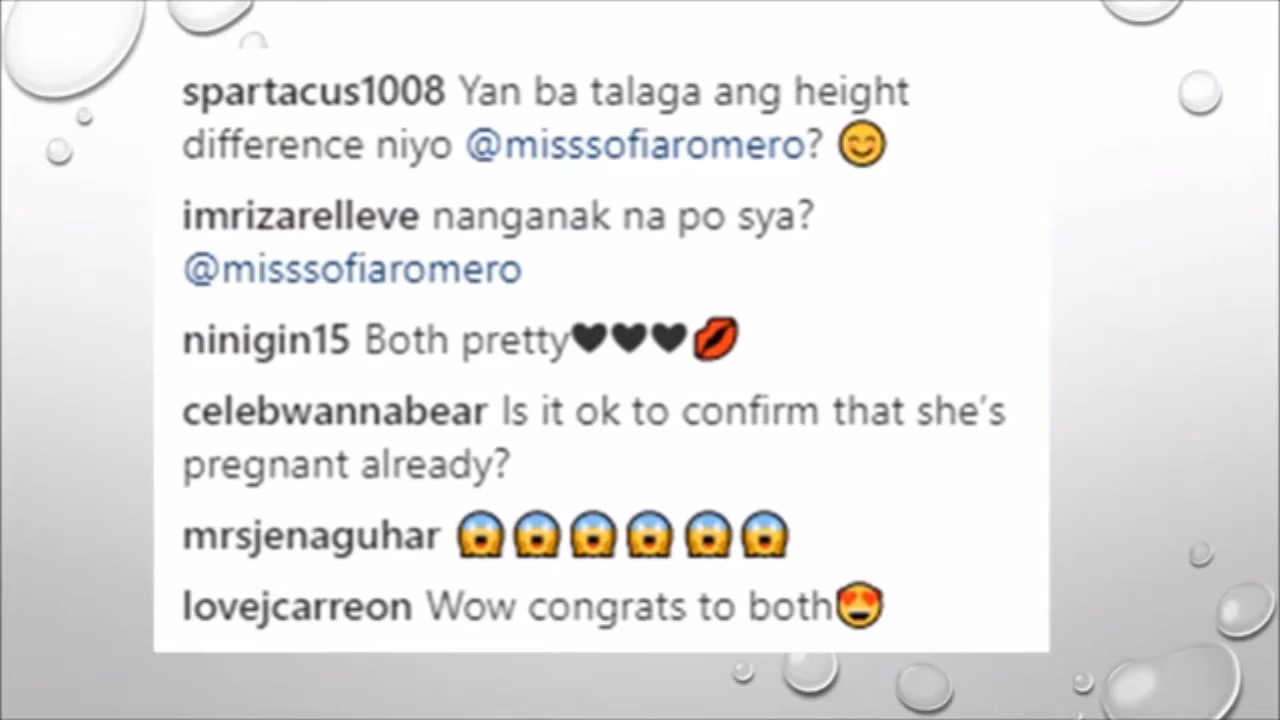 spartacus1008 Yan ba talaga ang height
difference niyo @misssofiaromero? 😊
imrizarelleve nanganak na po sya?
@misssofiaromero
ninigin15 Both pretty🖤🖤🖤💋
celebwannabear Is it ok to confirm that she's
pregnant already?
mrsjenaguhar 😱😱😱😱😱😱
lovejcarreon Wow congrats to both😍